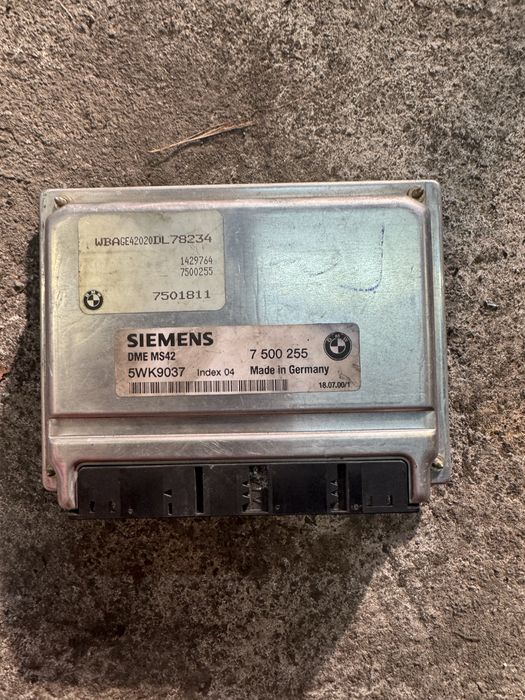 WBAGE42020DL78234
1429764
7500255
7501811
SIEMENS
DME MS42
7 500 255
5WK9037
Index 04
Made in Germany
18.07.00/1